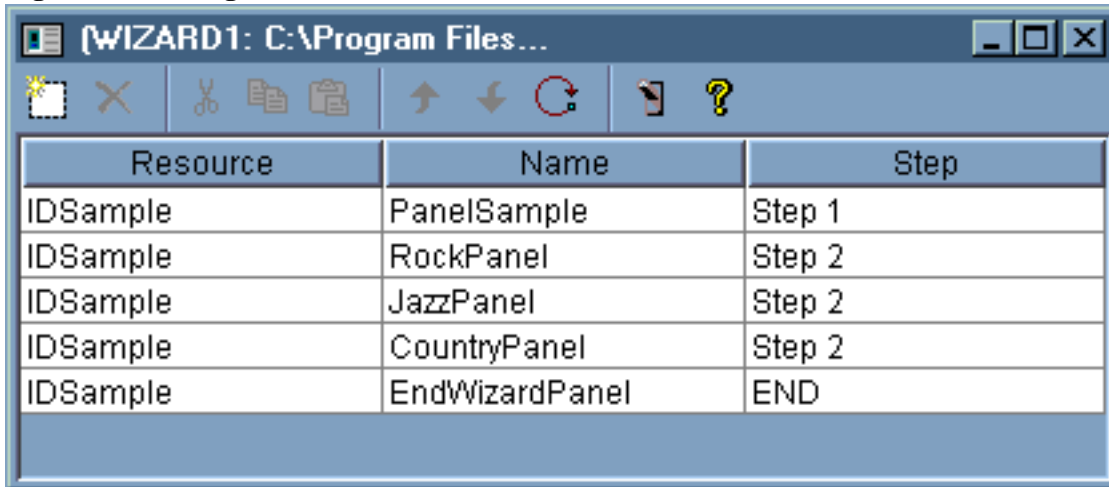 (WIZARD1: C:\Program Files...
Resource Name Step
IDSample PanelSample Step 1
IDSample RockPanel Step 2
IDSample JazzPanel Step 2
IDSample CountryPanel Step 2
IDSample EndWizardPanel END